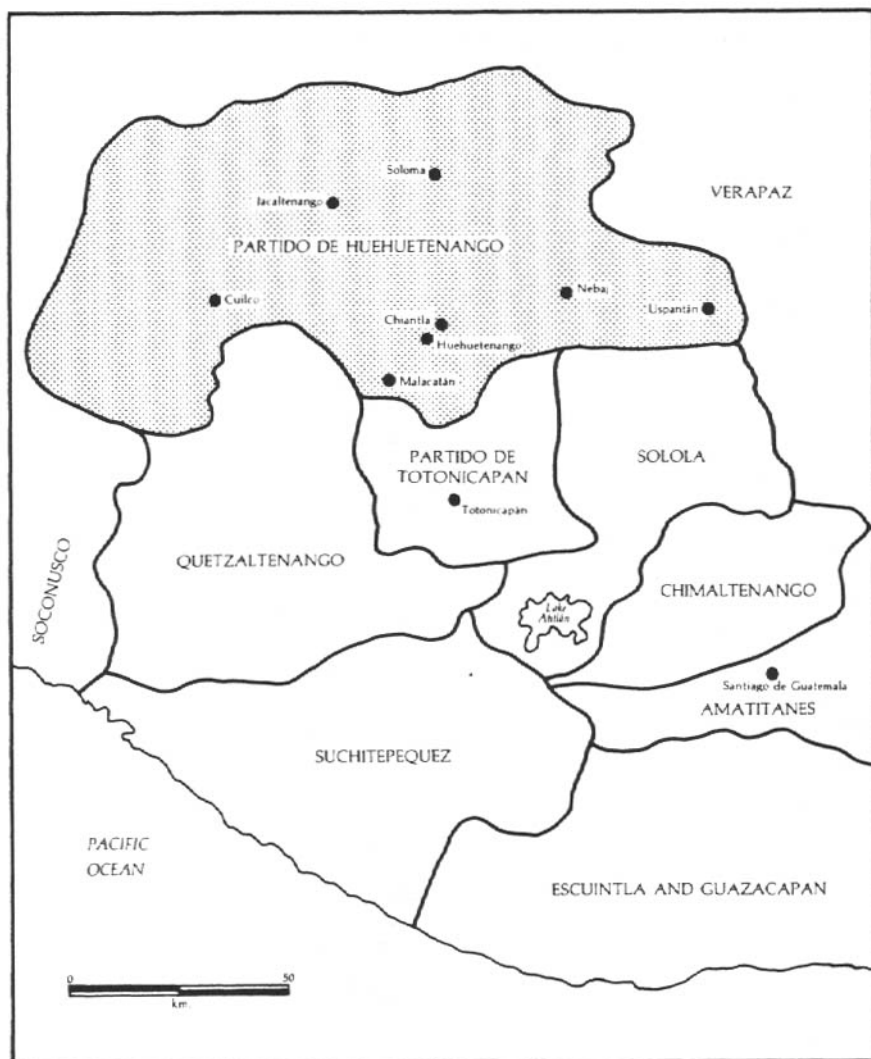 Soloma
Iacaltenango
VERAPAZ
PARTIDO DE HUEHUETENANGO
Cuilco
Nebaj
Uspantán
Chiantla
Huehuetenango
Malacatán
PARTIDO DE
TOTONICAPAN
SOLOLA
Totonicapán
QUETZALTENANGO
SOCONUSCO
CHIMALTENANGO
Lake
Atitlán
Santiago de Guatemala
AMATITANES
SUCHITEPEQUEZ
PACIFIC
OCEAN
ESCUINTLA AND GUAZACAPAN
0
50
km.